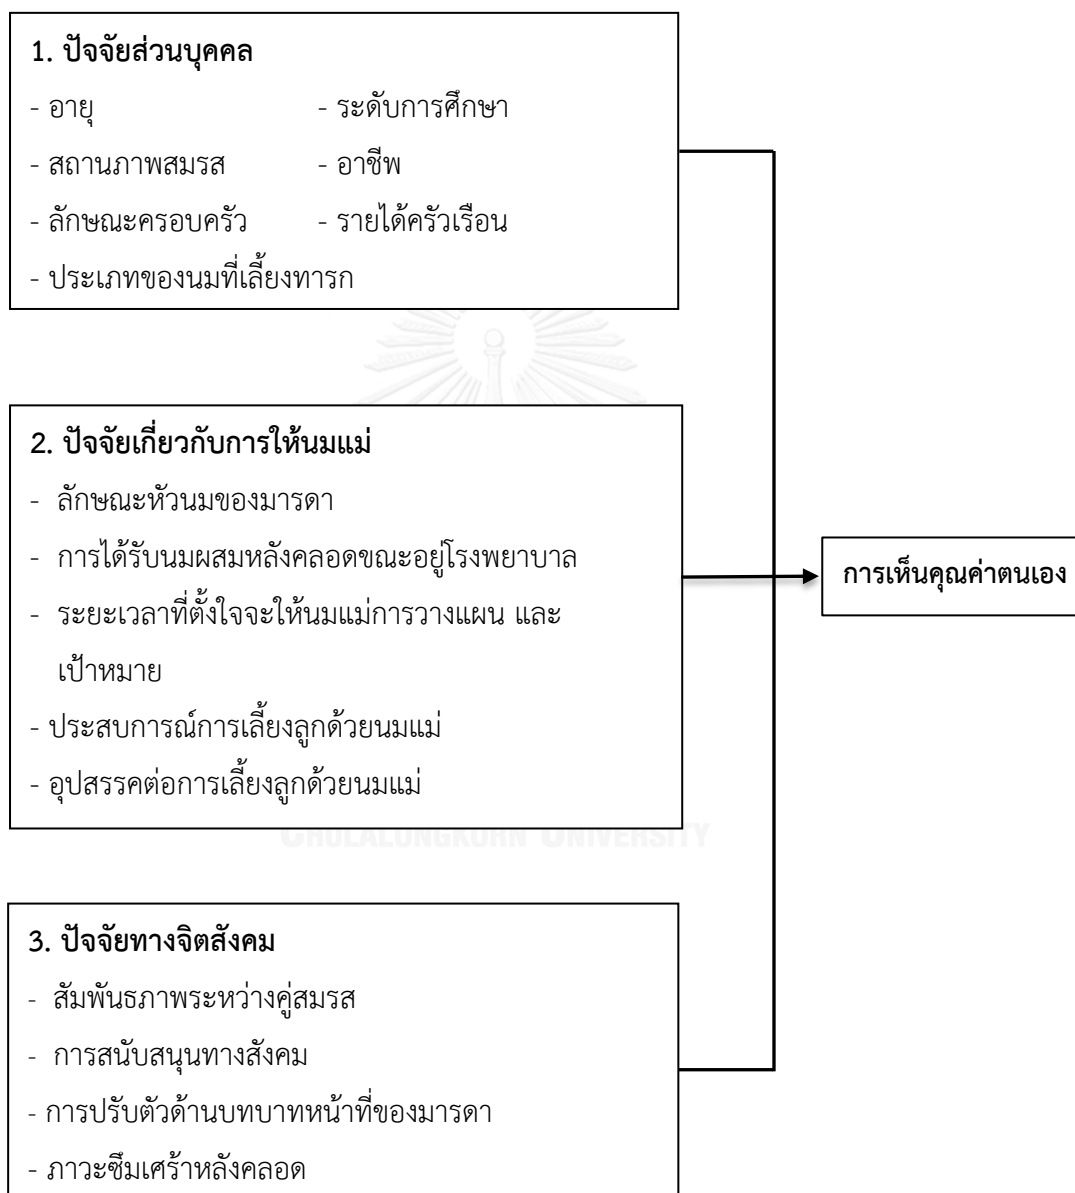 1. ปัจจัยส่วนบุคคล
- อายุ - ระดับการศึกษา
- สถานภาพสมรส - อาชีพ
- ลักษณะครอบครัว - รายได้ครัวเรือน
- ประเภทของนมที่เลี้ยงทารก
2. ปัจจัยเกี่ยวกับการให้นมแม่
- ลักษณะหัวนมของมารดา
- การได้รับนมผสมหลังคลอดขณะอยู่โรงพยาบาล
- ระยะเวลาที่ตั้งใจจะให้นมแม่การวางแผน และ
เป้าหมาย
- ประสบการณ์การเลี้ยงลูกด้วยนมแม่
- อุปสรรคต่อการเลี้ยงลูกด้วยนมแม่
การเห็นคุณค่าตนเอง
CHULALONGKORN UNIVERSITY
3. ปัจจัยทางจิตสังคม
- สัมพันธภาพระหว่างคู่สมรส
- การสนับสนุนทางสังคม
- การปรับตัวด้านบทบาทหน้าที่ของมารดา
- ภาวะซึมเศร้าหลังคลอด